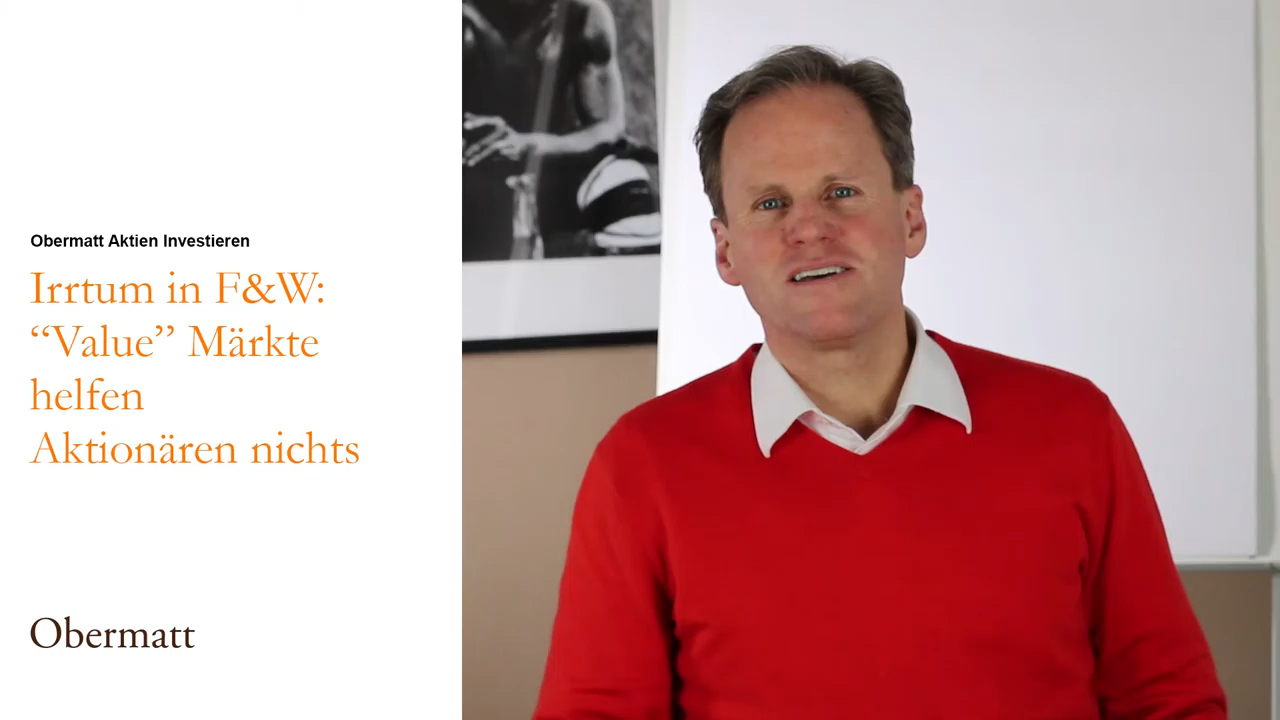 Obermatt Aktien Investieren
Irrtum in F&W:
“Value” Märkte
helfen
Aktionären nichts
Obermatt